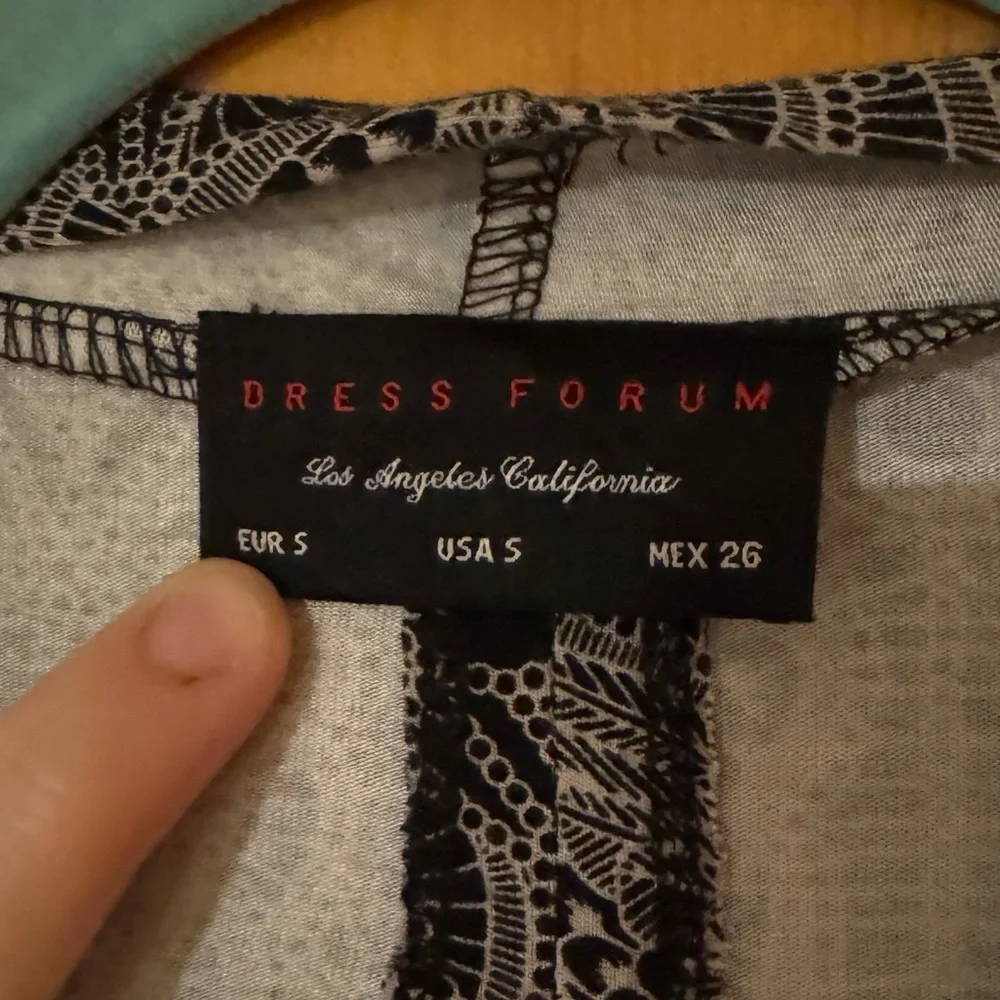 DRESS FORUM
Los Angeles California
EUR S USA S MEX 26